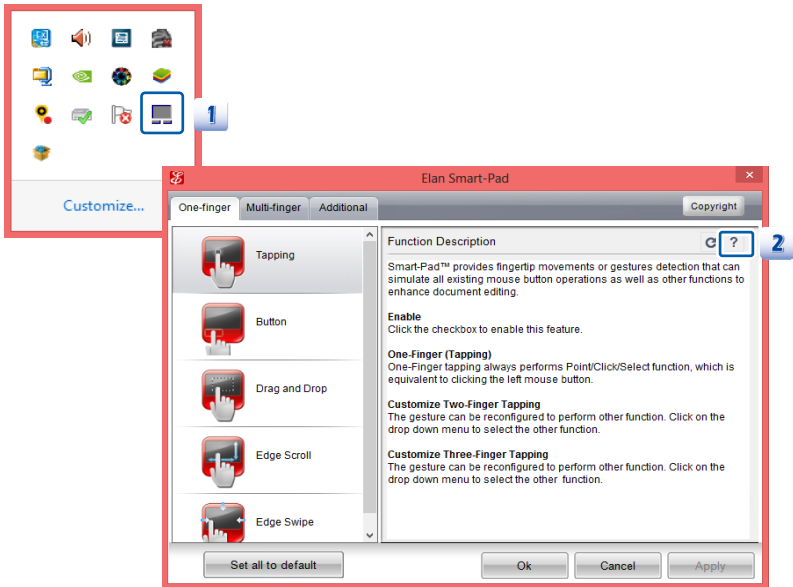 1
Customize...
Elan Smart-Pad
One-finger
Multi-finger
Additional
Copyright
Tapping
Button
Drag and Drop
Edge Scroll
Edge Swipe
Function Description
?
2
Smart-Pad™ provides fingertip movements or gestures detection that can
simulate all existing mouse button operations as well as other functions to
enhance document editing.
Enable
Click the checkbox to enable this feature.
One-Finger (Tapping)
One-Finger tapping always performs Point/Click/Select function, which is
equivalent to clicking the left mouse button.
Customize Two-Finger Tapping
The gesture can be reconfigured to perform other function. Click on the
drop down menu to select the other function.
Customize Three-Finger Tapping
The gesture can be reconfigured to perform other function. Click on the
drop down menu to select the other function.
Set all to default
Ok
Cancel
Apply